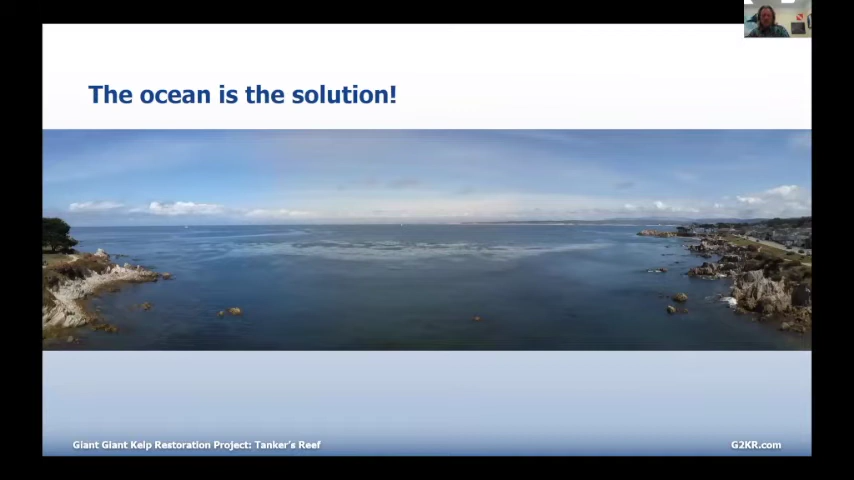 The ocean is the solution!
Giant Giant Kelp Restoration Project: Tanker's Reef
G2KR.com